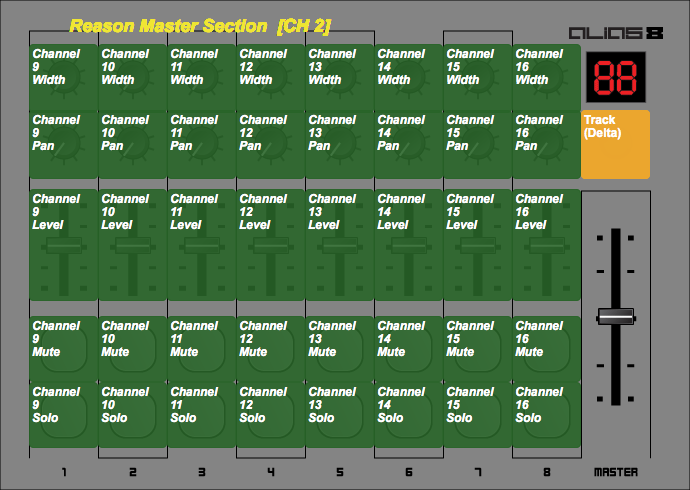 Reason Master Section [CH 2]
ALIAS 8
Channel 9 Width
Channel 10 Width
Channel 11 Width
Channel 12 Width
Channel 13 Width
Channel 14 Width
Channel 15 Width
Channel 16 Width
88
Channel 9 Pan
Channel 10 Pan
Channel 11 Pan
Channel 12 Pan
Channel 13 Pan
Channel 14 Pan
Channel 15 Pan
Channel 16 Pan
Track (Delta)
Channel 9 Level
Channel 10 Level
Channel 11 Level
Channel 12 Level
Channel 13 Level
Channel 14 Level
Channel 15 Level
Channel 16 Level
Channel 9 Mute
Channel 10 Mute
Channel 11 Mute
Channel 12 Mute
Channel 13 Mute
Channel 14 Mute
Channel 15 Mute
Channel 16 Mute
Channel 9 Solo
Channel 10 Solo
Channel 11 Solo
Channel 12 Solo
Channel 13 Solo
Channel 14 Solo
Channel 15 Solo
Channel 16 Solo
1 2 3 4 5 6 7 8 MASTER